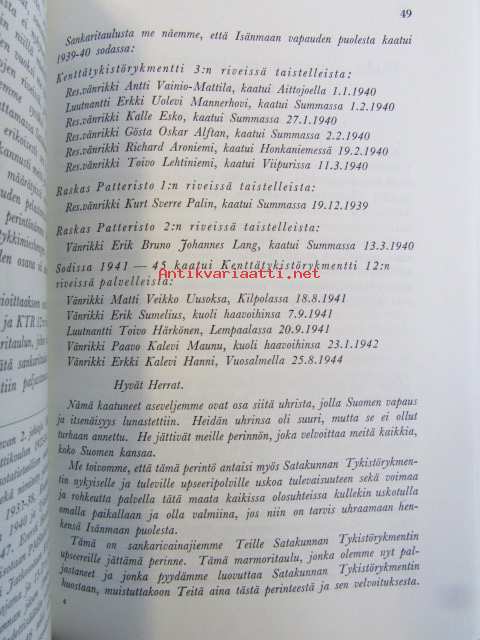 49
Sankaritaulusta me näemme, että Isänmaan vapauden puolesta kaatui
1939-40 sodassa:
Kenttätykistörykmentti 3:n riveissä taistelleista:
Res.vänrikki Antti Vainio-Mattila, kaatui Aittojoella 1.1.1940
Luutnantti Erkki Uolevi Mannerhovi, kaatui Summassa 1.2.1940
Res.vänrikki Kalle Esko, kaatui Summassa 27.1.1940
Res.vänrikki Gösta Oskar Alftan, kaatui Summassa 2.2.1940
Res.vänrikki Richard Aroniemi, kaatui Honkaniemessä 19.2.1940
Res.vänrikki Toivo Lehtiniemi, kaatui Viipurissa 11.3.1940
Raskas Patteristo 1:n riveissä taistelleista:
Res.vänrikki Kurt Sverre Palin, kaatui Summassa 19.12.1939
Raskas Patteristo 2:n riveissä taistelleista:
Vänrikki Erik Bruno Johannes Lang, kaatui Summassa 13.3.1940
Sodissa 1941 — 45 kaatui Kenttätykistörykmentti 12:n
Antikvariaatti.net
riveissä palvelleista:
Vänrikki Matti Veikko Uusoksa, Kilpolassa 18.8.1941
Vänrikki Erik Sumelius, kuoli haavoihinsa 7.9.1941
Luutnantti Toivo Härkönen, Lempaalassa 20.9.1941
Vänrikki Paavo Kalevi Maunu, kuoli haavoihinsa 23.1.1942
Vänrikki Erkki Kalevi Hanni, Vuosalmella 25.8.1944
Hyvät Herrat.
Nämä kaatuneet aseveljemme ovat osa siitä uhrista, jolla Suomen vapaus
ja itsenäisyys lunastettiin. Heidän uhrinsa oli suuri, mutta se ei ollut
turhaan annettu. He jättivät meille perinnön, joka velvoittaa meitä kaikkia,
koko Suomen kansaa.
Me toivomme, että tämä perintö antaisi myös Satakunnan Tykistörykmen-
tin nykyiselle ja tuleville upseeripolville uskoa tulevaisuuteen sekä voimaa
ja rohkeutta palvella tätä maata kaikissa olosuhteissa kullekin uskotulla
omalla paikallaan ja olla valmiina, jos niin on tarvis uhraamaan hen-
kensä Isänmaan puolesta.
Tämä on sankarivainajiemme Teille Satakunnan Tykistörykmentin
upseereille jättämä perinne. Tämä marmoritaulu, jonka olemme nyt pal-
jastaneet ja jonka pyydämme luovuttaa Satakunnan Tykistörykmentin
huostaan, muistuttakoon Teitä aina tästä perinteestä ja sen velvoituksesta.
4